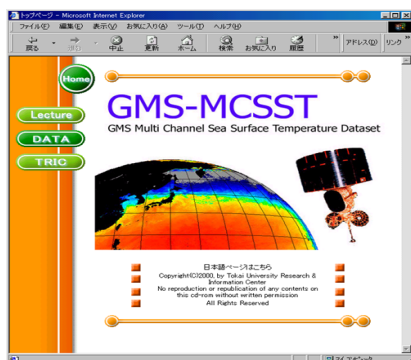 トップページ - Microsoft Internet Explorer
ファイル(F) 編集(E) 表示(V) お気に入り(A) ツール(T) ヘルプ(H)
戻る 中止 更新 ホーム 検索 お気に入り 履歴 アドレス(D) リンク
Home
Lecture
DATA
TRIC
GMS-MCSST
GMS Multi Channel Sea Surface Temperature Dataset
日本語ページはこちら
Copyright(C)2000, by Tokai University Research &
Information Center
No reproduction or republication of any contents on
this cd-rom without written permission
All Rights Reserved